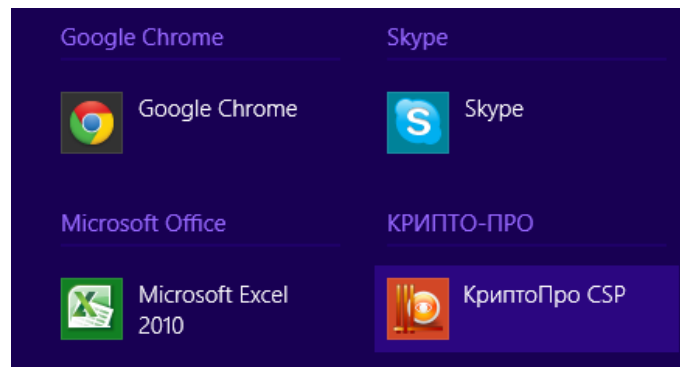 Google Chrome
Skype
Google Chrome
Skype
Microsoft Office
КРИПТО-ПРО
Microsoft Excel
2010
КриптоПро CSP